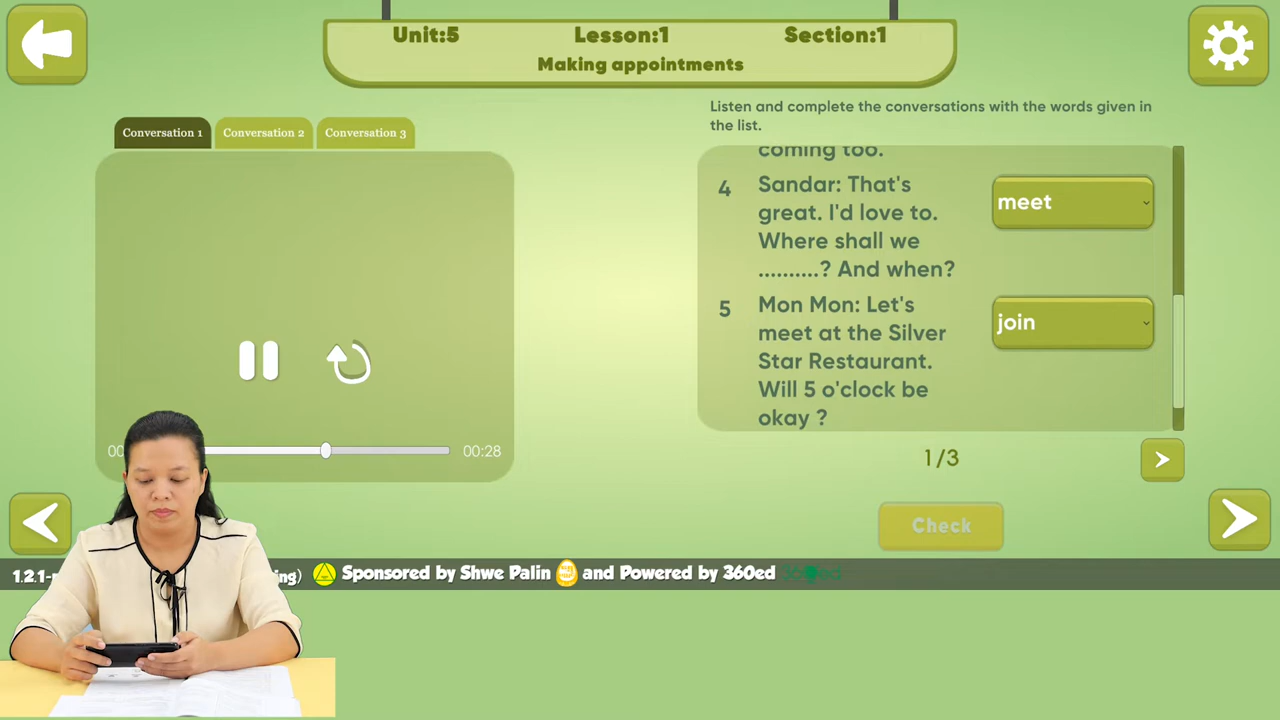 Unit:5 Lesson:1 Section:1
Making appointments
Listen and complete the conversations with the words given in
the list.
Conversation 1
Conversation 2
Conversation 3
coming too.
4 Sandar: That's
great. I'd love to.
Where shall we
..........? And when?
meet
5 Mon Mon: Let's
meet at the Silver
Star Restaurant.
Will 5 o'clock be
okay ?
join
00:28
1/3
Check
Sponsored by Shwe Palin and Powered by 360ed 360ed